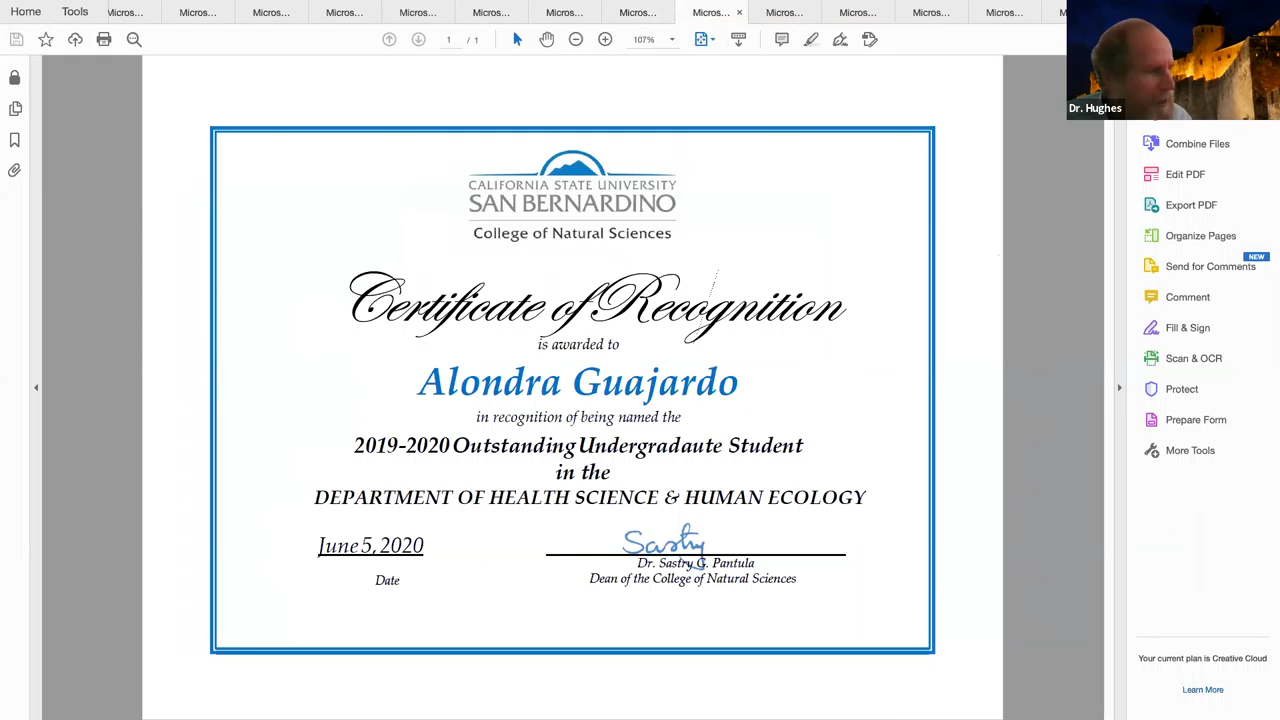 Home Tools Micros... Micros... Micros... Micros... Micros... Micros... Micros... Micros... Micros... × Micros... Micros... Micros... Micros...
1 / 1 107%
Dr. Hughes
Combine Files
Edit PDF
Export PDF
Organize Pages
NEW
Send for Comments
Comment
Fill & Sign
Scan & OCR
Protect
Prepare Form
More Tools
Your current plan is Creative Cloud
Learn More
CALIFORNIA STATE UNIVERSITY
SAN BERNARDINO
College of Natural Sciences
Certificate of Recognition
is awarded to
Alondra Guajardo
in recognition of being named the
2019-2020 Outstanding Undergradaute Student
in the
DEPARTMENT OF HEALTH SCIENCE & HUMAN ECOLOGY
June 5, 2020
Sastry
Date
Dr. Sastry G. Pantula
Dean of the College of Natural Sciences